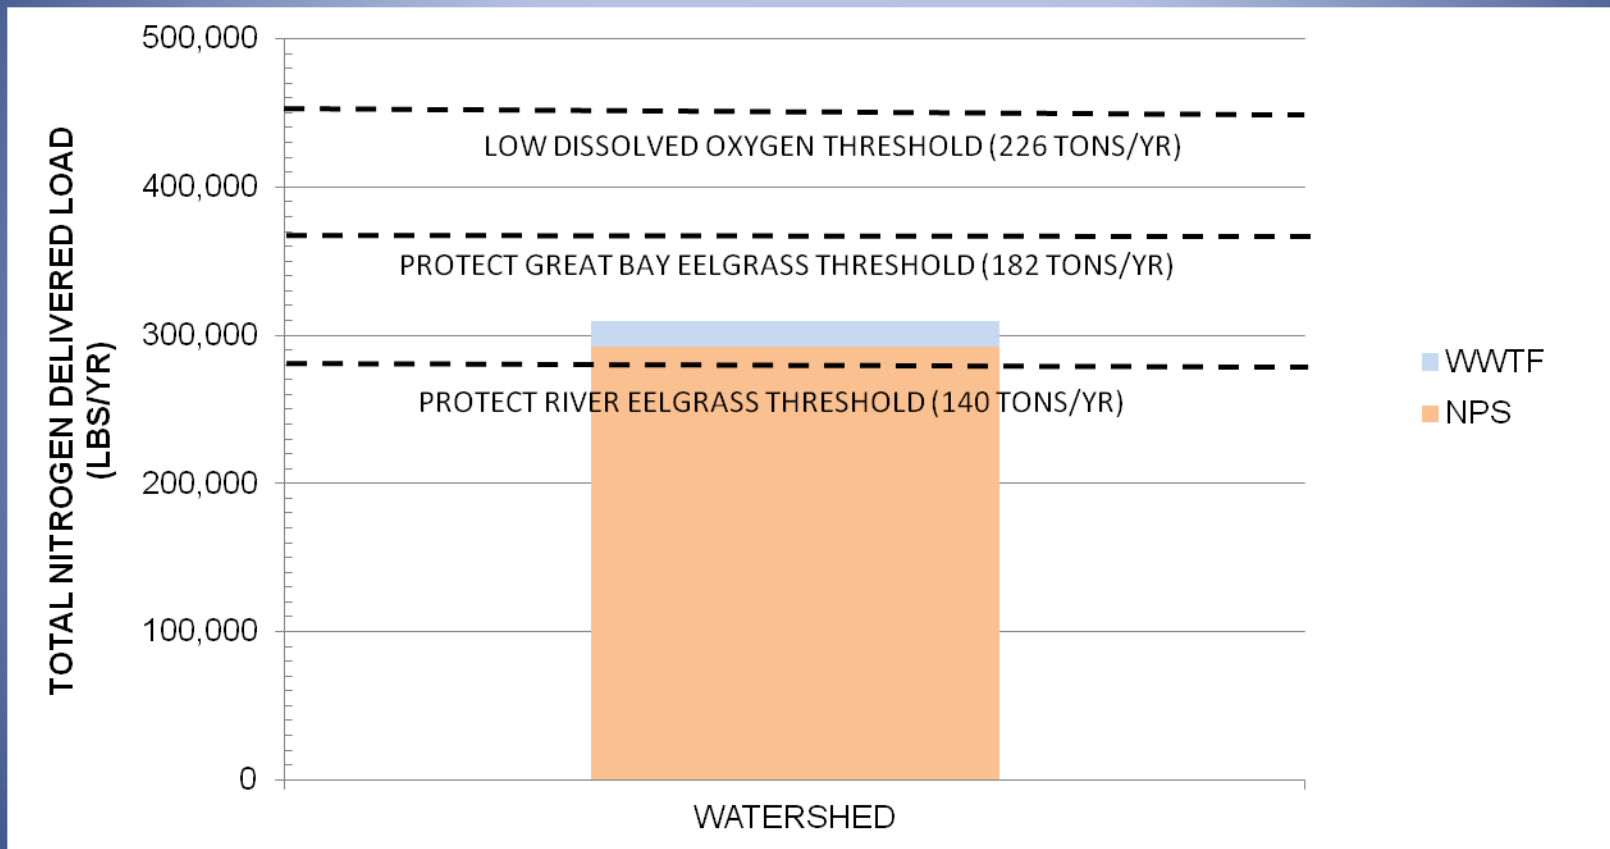 500,000
LOW DISSOLVED OXYGEN THRESHOLD (226 TONS/YR)
400,000
PROTECT GREAT BAY EELGRASS THRESHOLD (182 TONS/YR)
300,000
PROTECT RIVER EELGRASS THRESHOLD (140 TONS/YR)
200,000
100,000
0
TOTAL NITROGEN DELIVERED LOAD
(LBS/YR)
WATERSHED
WWTF
NPS